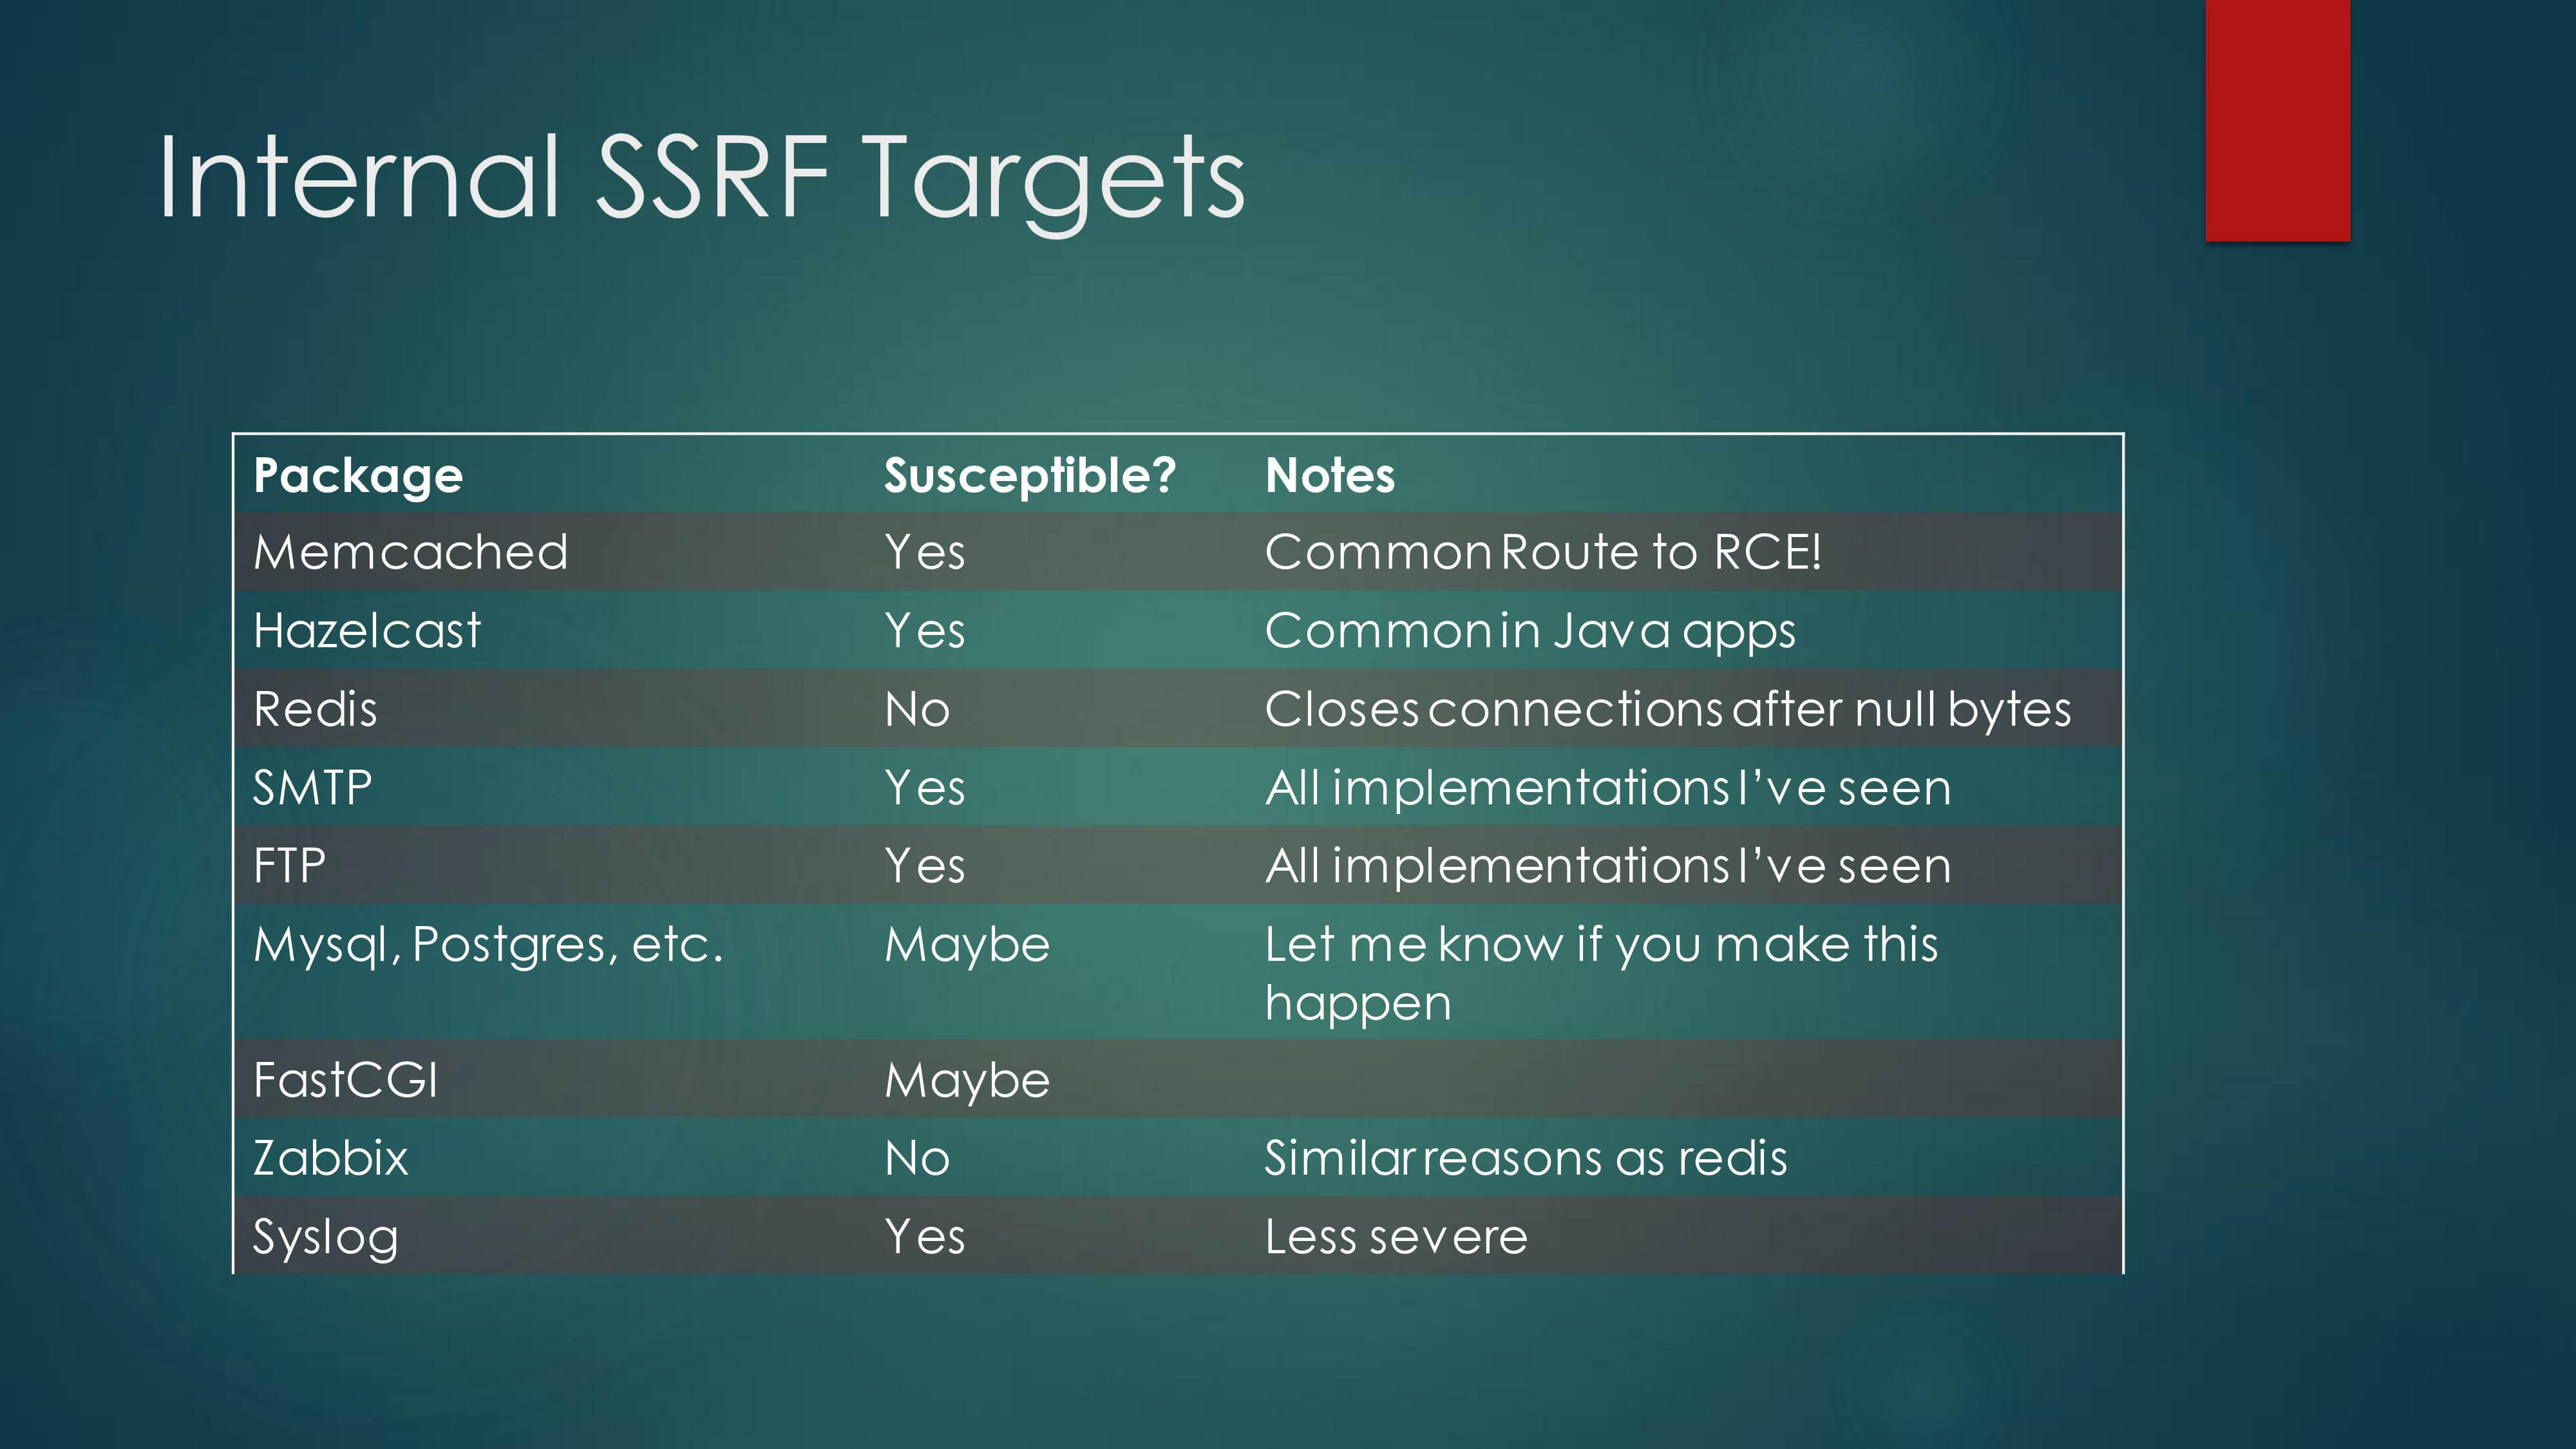 Internal SSRF Targets
Package Susceptible? Notes
Memcached Yes Common Route to RCE!
Hazelcast Yes Common in Java apps
Redis No Closes connections after null bytes
SMTP Yes All implementations I've seen
FTP Yes All implementations I've seen
Mysql, Postgres, etc. Maybe Let me know if you make this
happen
FastCGI Maybe
Zabbix No Similar reasons as redis
Syslog Yes Less severe